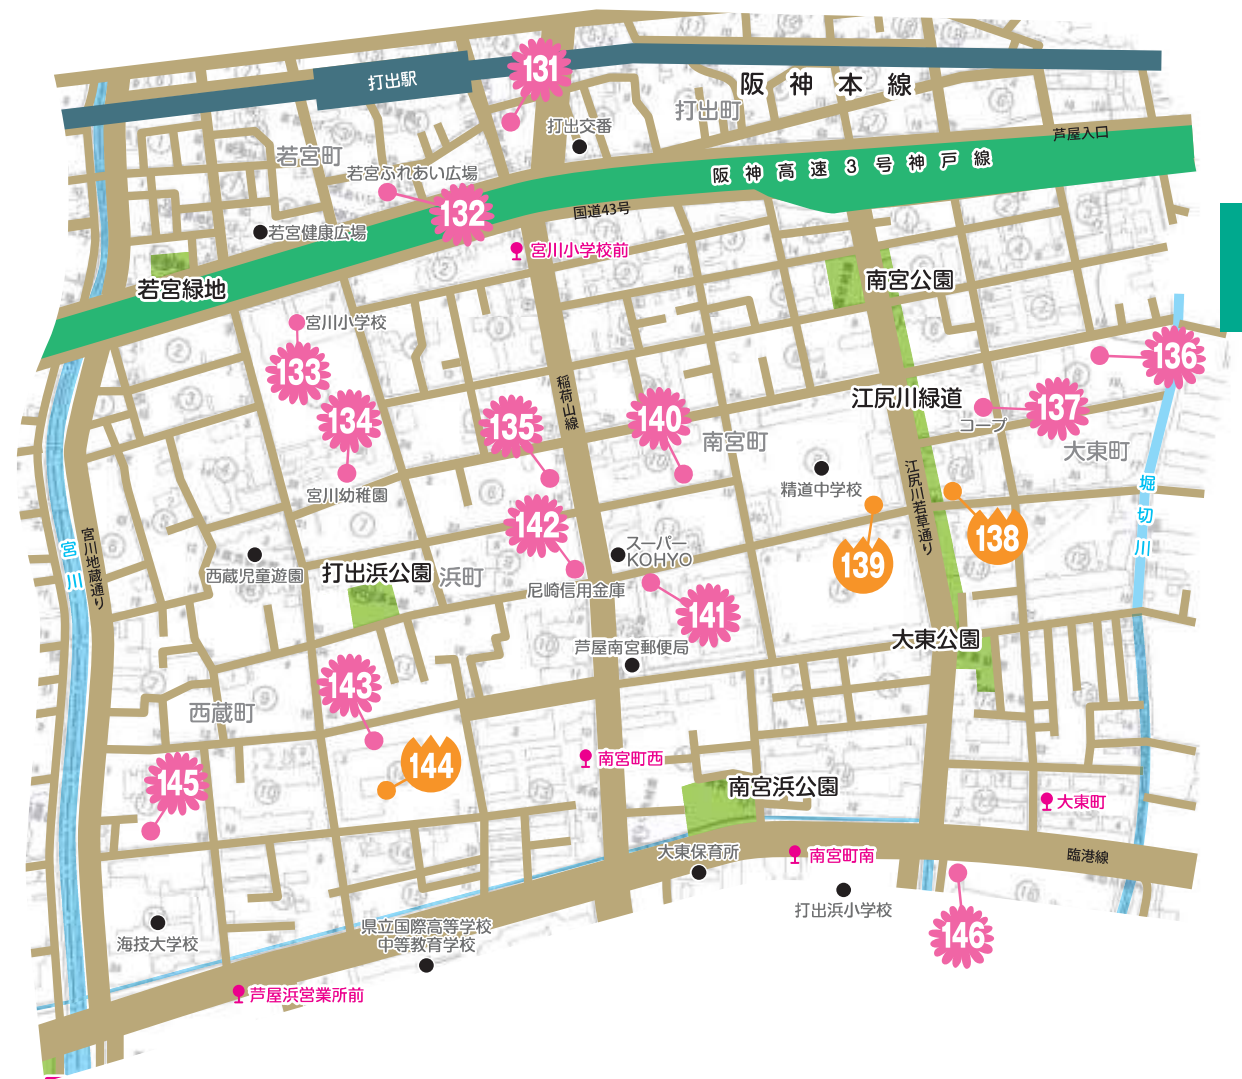 131
打出駅
阪神本線
打出町
打出交番
芦屋入口
若宮町
若宮ふれあい広場
阪神高速3号神戸線
132
国道43号
若宮健康広場
宮川小学校前
若宮緑地
南宮公園
宮川小学校
133
136
134
135
稲荷山線
140
江尻川緑道
137
コープ
南宮町
大東町
宮川幼稚園
精道中学校
江尻川若草通り
堀切川
142
138
139
宮川
宮川地蔵通り
スーパー
KOHYO
西蔵児童遊園
打出浜公園
浜町
尼崎信用金庫
141
芦屋南宮郵便局
大東公園
143
西蔵町
144
145
南宮町西
南宮浜公園
大東町
大東保育所
南宮町南
臨港線
打出浜小学校
県立国際高等学校
中等教育学校
海技大学校
146
芦屋浜営業所前